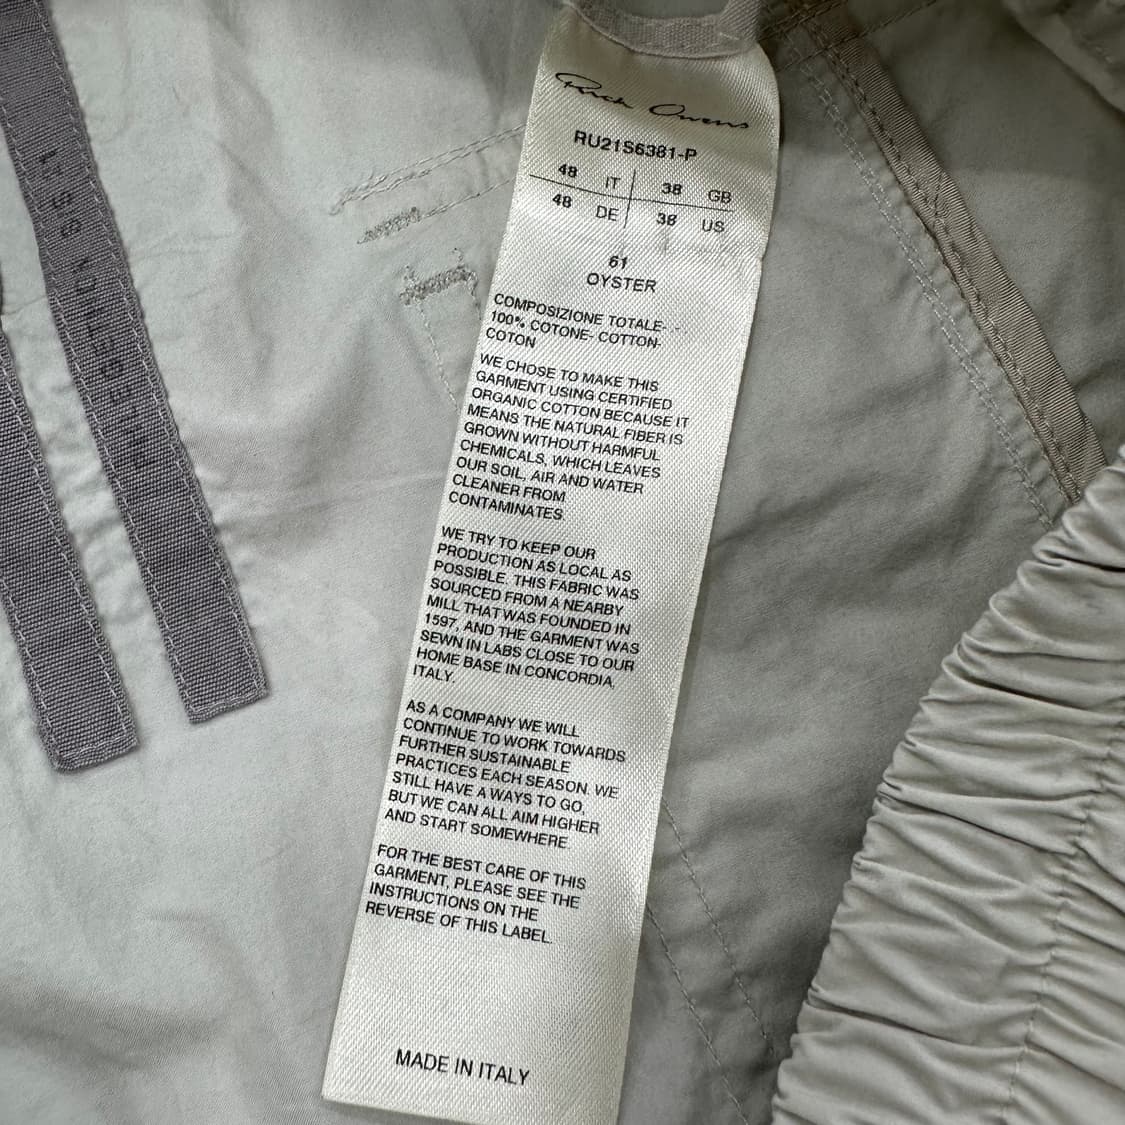 Rick Owens
RU21S6381-P
48 IT 38 GB
48 DE 38 US
61
OYSTER
COMPOSIZIONE TOTALE- -
100% COTONE- COTTON-
COTON
WE CHOSE TO MAKE THIS
GARMENT USING CERTIFIED
ORGANIC COTTON BECAUSE IT
MEANS THE NATURAL FIBER IS
GROWN WITHOUT HARMFUL
CHEMICALS, WHICH LEAVES
OUR SOIL, AIR AND WATER
CLEANER FROM
CONTAMINATES.
WE TRY TO KEEP OUR
PRODUCTION AS LOCAL AS
POSSIBLE. THIS FABRIC WAS
SOURCED FROM A NEARBY
MILL THAT WAS FOUNDED IN
1597, AND THE GARMENT WAS
SEWN IN LABS CLOSE TO OUR
HOME BASE IN CONCORDIA,
ITALY.
AS A COMPANY WE WILL
CONTINUE TO WORK TOWARDS
FURTHER SUSTAINABLE
PRACTICES EACH SEASON. WE
STILL HAVE A WAYS TO GO,
BUT WE CAN ALL AIM HIGHER
AND START SOMEWHERE.
FOR THE BEST CARE OF THIS
GARMENT, PLEASE SEE THE
INSTRUCTIONS ON THE
REVERSE OF THIS LABEL.
MADE IN ITALY